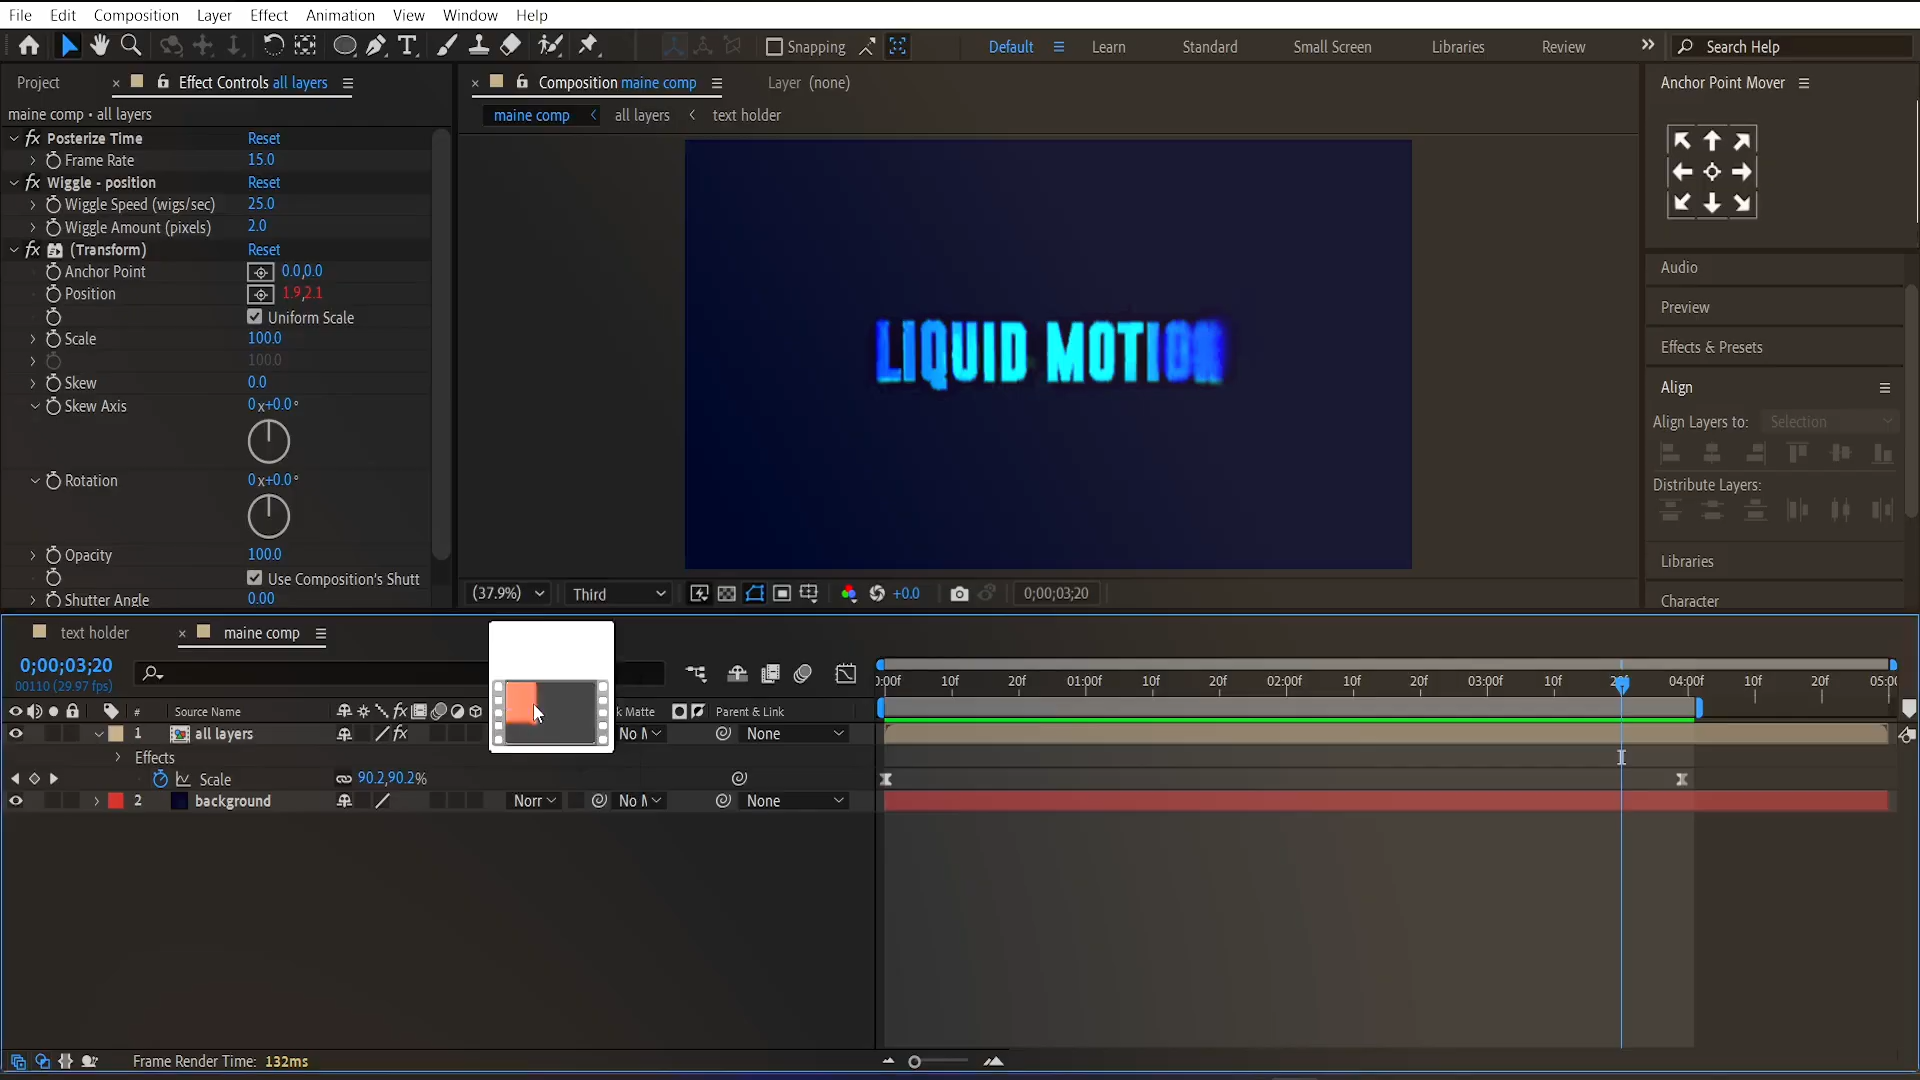 File Edit Composition Layer Effect Animation View Window Help
Snapping Default Learn Standard Small Screen Libraries Review Search Help
Project Effect Controls all layers
Composition maine comp Layer (none)
Anchor Point Mover
maine comp • all layers
maine comp all layers text holder
fx Posterize Time Reset
Frame Rate 15.0
fx Wiggle - position Reset
Wiggle Speed (wigs/sec) 25.0
Wiggle Amount (pixels) 2.0
fx (Transform) Reset
Anchor Point 0.0,0.0
Position 1.9,2.1
Uniform Scale
Scale 100.0
100.0
Skew 0.0
Skew Axis 0x+0.0°
Rotation 0x+0.0°
Opacity 100.0
Use Composition's Shutt
Shutter Angle 0.00
LIQUID MOTION
Audio
Preview
Effects & Presets
Align
Align Layers to: Selection
Distribute Layers:
Libraries
Character
(37.9%) Third +0.0 0;00;03;20
text holder maine comp
0;00;03;20
00110 (29.97 fps)
0:00f 10f 20f 01:00f 10f 20f 02:00f 10f 20f 03:00f 10f 20f 04:00f 10f 20f 05:00
# Source Name fx k Matte Parent & Link
1 all layers fx No M None
Effects
Scale 90.2,90.2%
2 background Norr No M None
Frame Render Time: 132ms